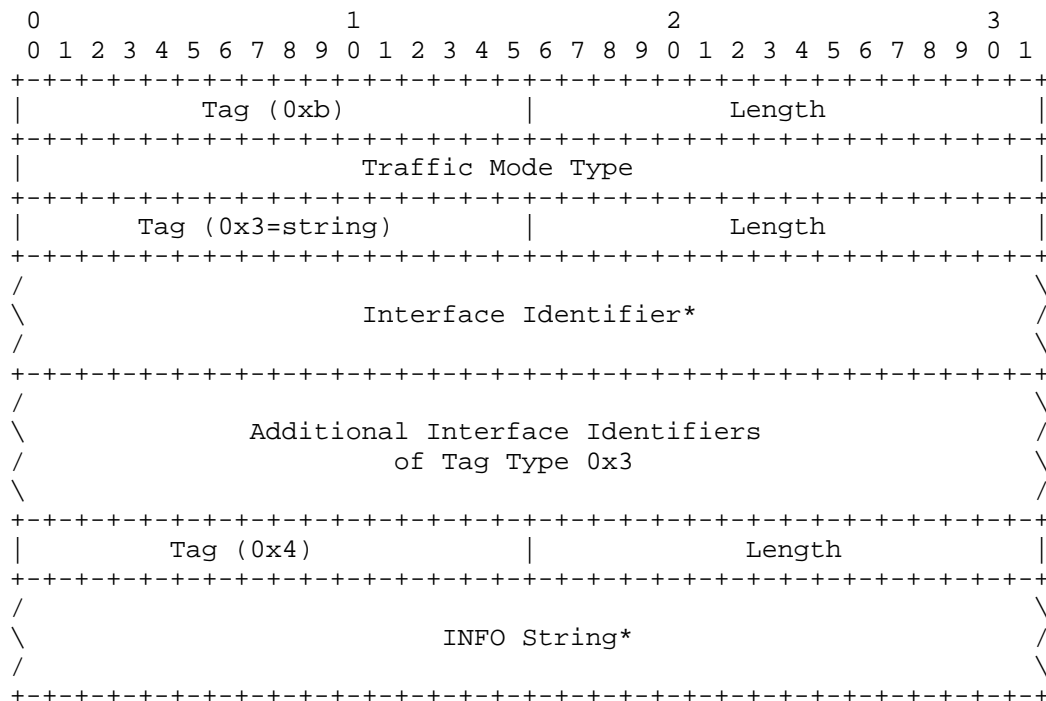 0                   1                   2                   3
 0 1 2 3 4 5 6 7 8 9 0 1 2 3 4 5 6 7 8 9 0 1 2 3 4 5 6 7 8 9 0 1
+-+-+-+-+-+-+-+-+-+-+-+-+-+-+-+-+-+-+-+-+-+-+-+-+-+-+-+-+-+-+-+-+
|           Tag (0xb)           |            Length             |
+-+-+-+-+-+-+-+-+-+-+-+-+-+-+-+-+-+-+-+-+-+-+-+-+-+-+-+-+-+-+-+-+
|                     Traffic Mode Type                         |
+-+-+-+-+-+-+-+-+-+-+-+-+-+-+-+-+-+-+-+-+-+-+-+-+-+-+-+-+-+-+-+-+
|       Tag (0x3=string)        |            Length             |
+-+-+-+-+-+-+-+-+-+-+-+-+-+-+-+-+-+-+-+-+-+-+-+-+-+-+-+-+-+-+-+-+
/                                                               \
\                     Interface Identifier*                     /
/                                                               \
+-+-+-+-+-+-+-+-+-+-+-+-+-+-+-+-+-+-+-+-+-+-+-+-+-+-+-+-+-+-+-+-+
/                                                               \
\              Additional Interface Identifiers                 /
/                       of Tag Type 0x3                         \
\                                                               /
+-+-+-+-+-+-+-+-+-+-+-+-+-+-+-+-+-+-+-+-+-+-+-+-+-+-+-+-+-+-+-+-+
|         Tag (0x4)             |             Length            |
+-+-+-+-+-+-+-+-+-+-+-+-+-+-+-+-+-+-+-+-+-+-+-+-+-+-+-+-+-+-+-+-+
/                                                               \
\                          INFO String*                         /
/                                                               \
+-+-+-+-+-+-+-+-+-+-+-+-+-+-+-+-+-+-+-+-+-+-+-+-+-+-+-+-+-+-+-+-+